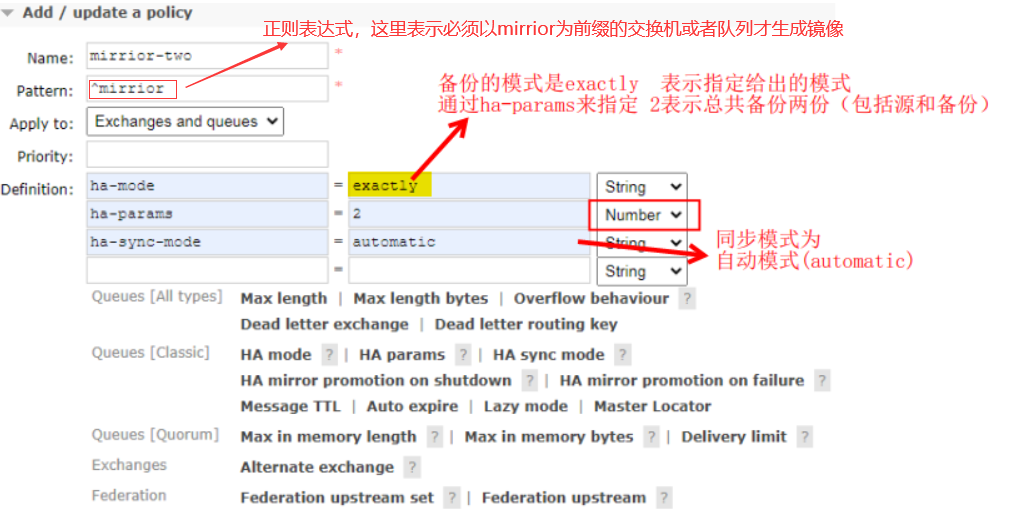 Add / update a policy
正则表达式，这里表示必须以mirrior为前缀的交换机或者队列才生成镜像
Name: mirrior-two *
Pattern: ^mirrior *
备份的模式是exactly 表示指定给出的模式
通过ha-params来指定 2表示总共备份两份（包括源和备份）
Apply to: Exchanges and queues
Priority:
Definition: ha-mode = exactly String
ha-params = 2 Number
ha-sync-mode = automatic String
同步模式为
自动模式(automatic)
= String
Queues [All types] Max length | Max length bytes | Overflow behaviour ?
Dead letter exchange | Dead letter routing key
Queues [Classic] HA mode ? | HA params ? | HA sync mode ?
HA mirror promotion on shutdown ? | HA mirror promotion on failure ?
Message TTL | Auto expire | Lazy mode | Master Locator
Queues [Quorum] Max in memory length ? | Max in memory bytes ? | Delivery limit ?
Exchanges Alternate exchange ?
Federation Federation upstream set ? | Federation upstream ?